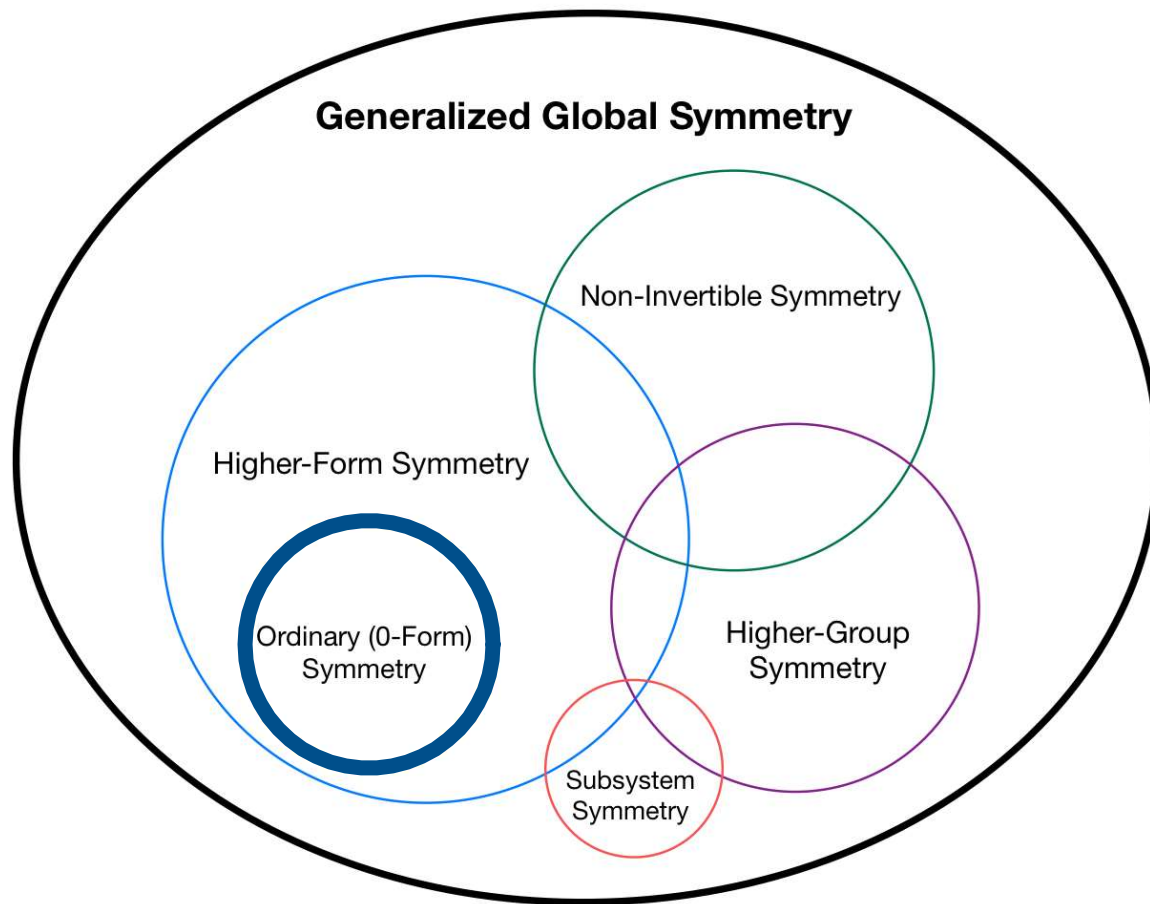 Generalized Global Symmetry
Non-Invertible Symmetry
Higher-Form Symmetry
Ordinary (0-Form)
Symmetry
Higher-Group
Symmetry
Subsystem
Symmetry